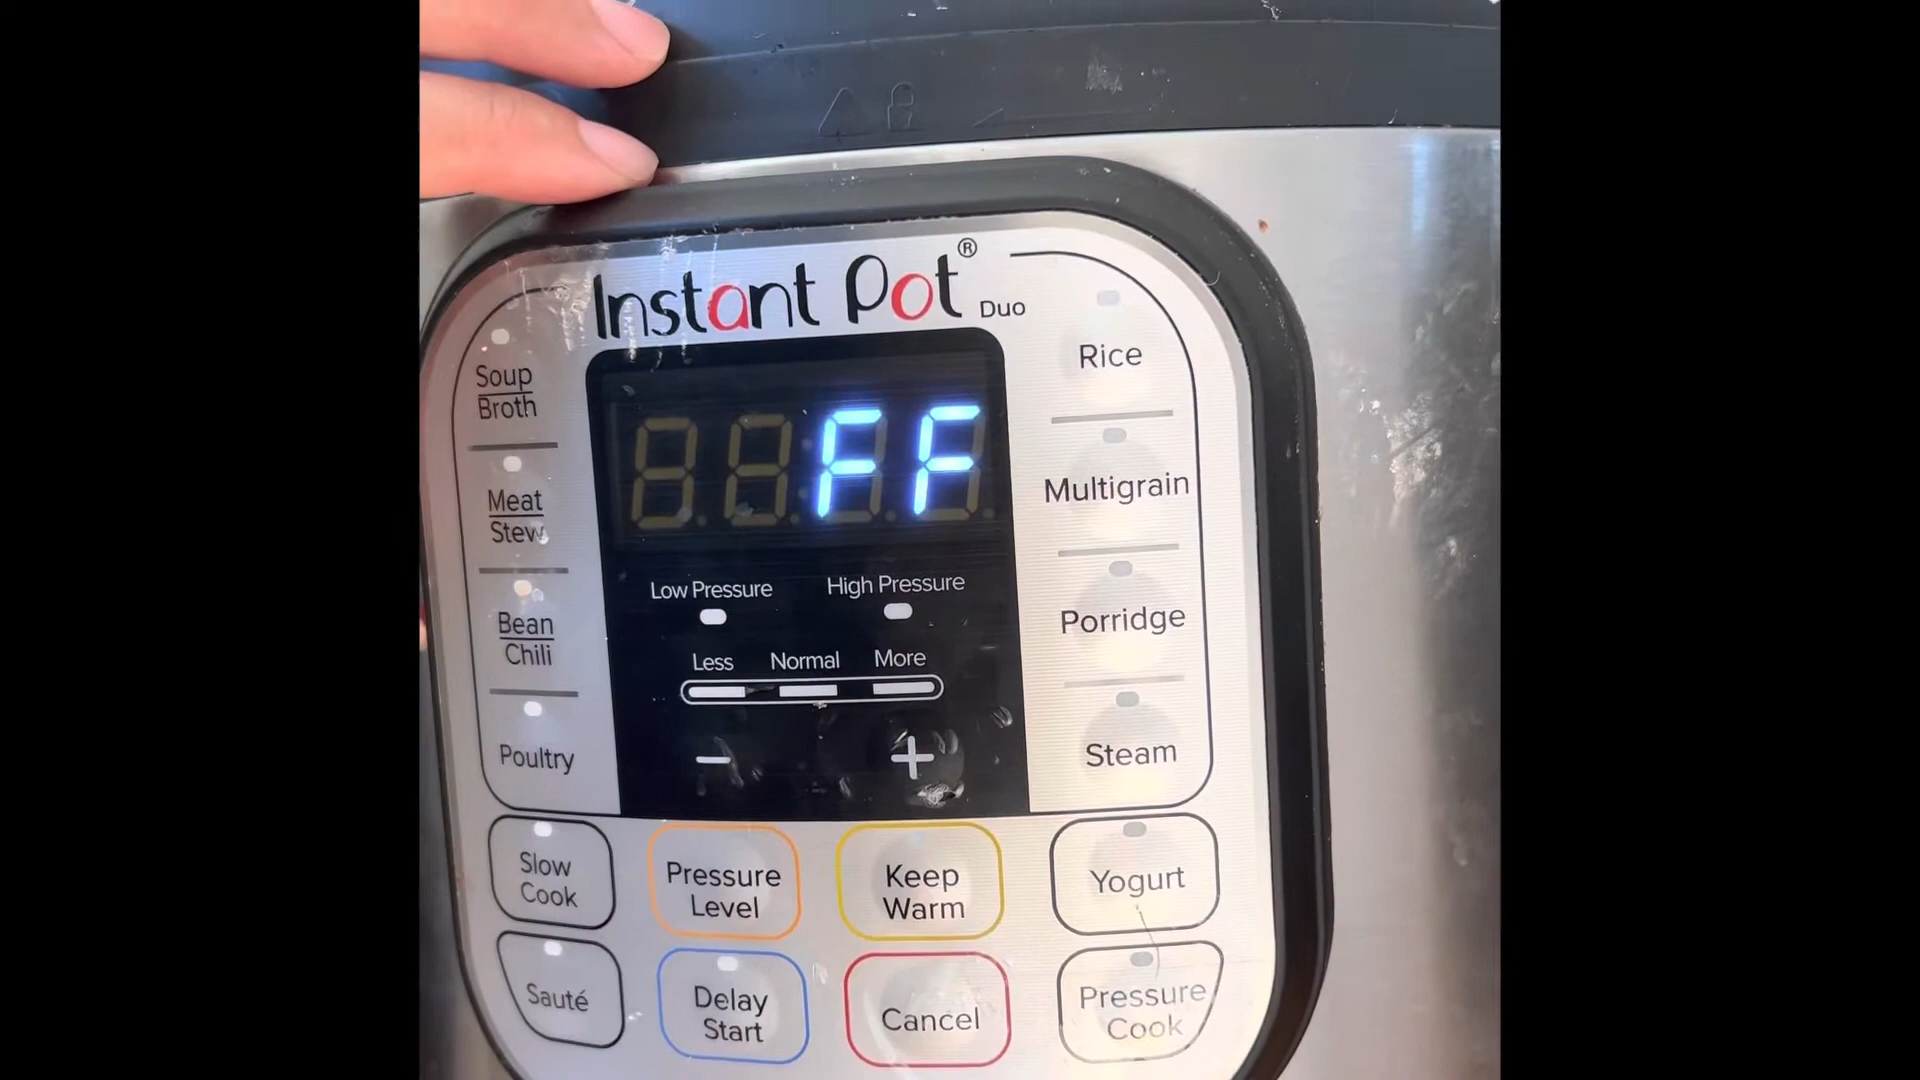 Instant Pot® Duo
Soup
Broth
Meat
Stew
Bean
Chili
Poultry
FF
Low Pressure High Pressure
Less Normal More
- +
Rice
Multigrain
Porridge
Steam
Slow
Cook
Pressure
Level
Keep
Warm
Yogurt
Sauté
Delay
Start
Cancel
Pressure
Cook